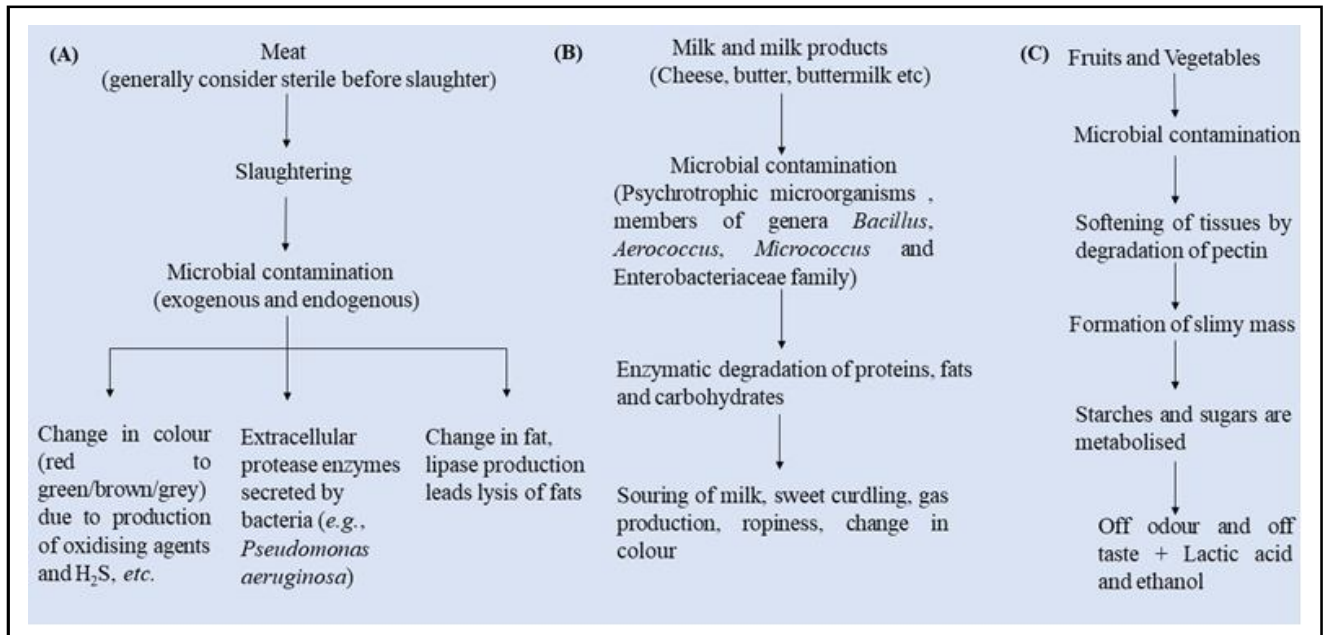 (A)
Meat
(generally consider sterile before slaughter)
Slaughtering
Microbial contamination
(exogenous and endogenous)
Change in colour
(red to
green/brown/grey)
due to production
of oxidising agents
and H₂S, etc.
Extracellular
protease enzymes
secreted by
bacteria (e.g.,
Pseudomonas
aeruginosa)
Change in fat,
lipase production
leads lysis of fats
(B)
Milk and milk products
(Cheese, butter, buttermilk etc)
Microbial contamination
(Psychrotrophic microorganisms ,
members of genera Bacillus,
Aerococcus, Micrococcus and
Enterobacteriaceae family)
Enzymatic degradation of proteins, fats
and carbohydrates
Souring of milk, sweet curdling, gas
production, ropiness, change in
colour
(C)
Fruits and Vegetables
Microbial contamination
Softening of tissues by
degradation of pectin
Formation of slimy mass
Starches and sugars are
metabolised
Off odour and off
taste + Lactic acid
and ethanol